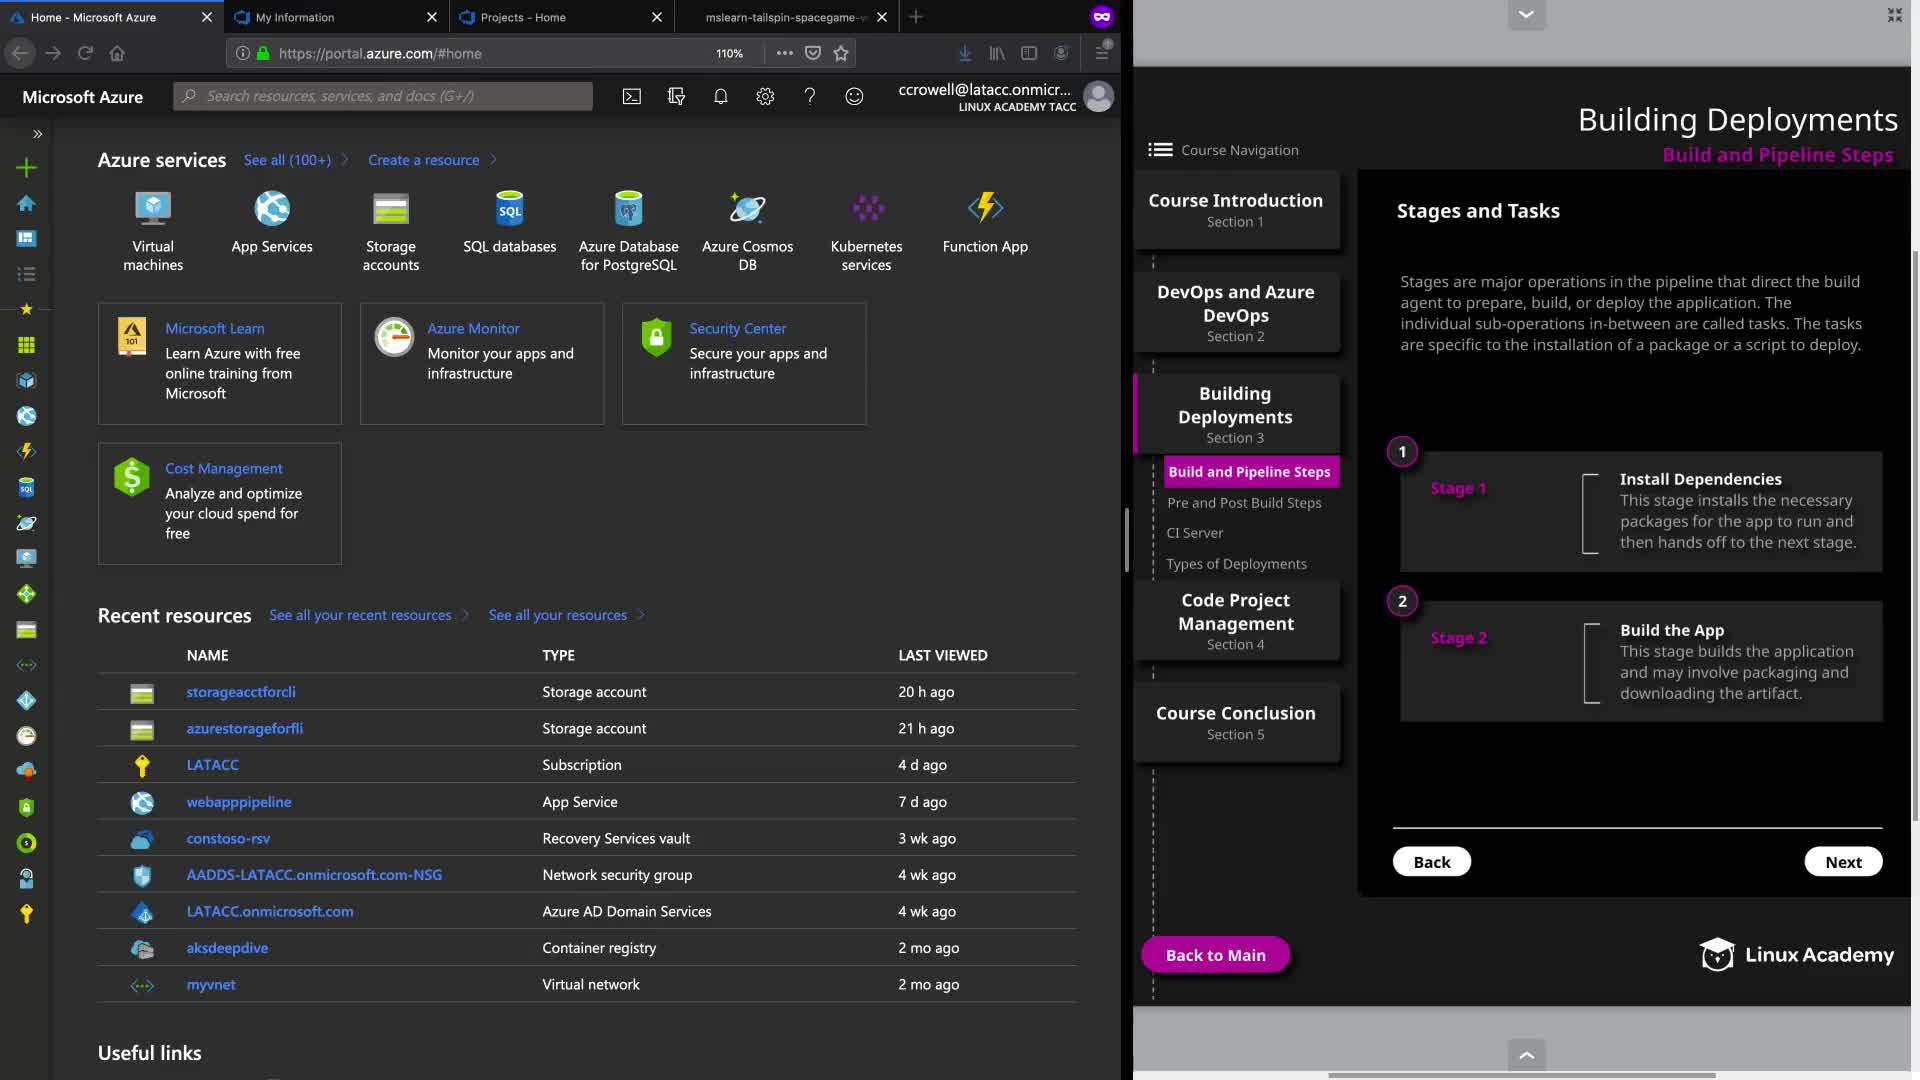 Home - Microsoft Azure
My Information
Projects - Home
mslearn-tailspin-spacegame-
https://portal.azure.com/#home
110%
Microsoft Azure
Search resources, services, and docs (G+/)
ccrowell@latacc.onmicr...
LINUX ACADEMY TACC
Azure services
See all (100+)
Create a resource
Virtual machines
App Services
Storage accounts
SQL
SQL databases
Azure Database for PostgreSQL
Azure Cosmos DB
Kubernetes services
Function App
101
Microsoft Learn
Learn Azure with free
online training from
Microsoft
Azure Monitor
Monitor your apps and
infrastructure
Security Center
Secure your apps and
infrastructure
Cost Management
Analyze and optimize
your cloud spend for
free
Recent resources
See all your recent resources
See all your resources
NAME TYPE LAST VIEWED
storageacctforcli Storage account 20 h ago
azurestorageforfli Storage account 21 h ago
LATACC Subscription 4 d ago
webapppipeline App Service 7 d ago
constoso-rsv Recovery Services vault 3 wk ago
AADDS-LATACC.onmicrosoft.com-NSG Network security group 4 wk ago
LATACC.onmicrosoft.com Azure AD Domain Services 4 wk ago
aksdeepdive Container registry 2 mo ago
myvnet Virtual network 2 mo ago
Useful links
Building Deployments
Build and Pipeline Steps
Course Navigation
Course Introduction
Section 1
DevOps and Azure
DevOps
Section 2
Building
Deployments
Section 3
Build and Pipeline Steps
Pre and Post Build Steps
CI Server
Types of Deployments
Code Project
Management
Section 4
Course Conclusion
Section 5
Back to Main
Stages and Tasks
Stages are major operations in the pipeline that direct the build
agent to prepare, build, or deploy the application. The
individual sub-operations in-between are called tasks. The tasks
are specific to the installation of a package or a script to deploy.
1
Stage 1
Install Dependencies
This stage installs the necessary
packages for the app to run and
then hands off to the next stage.
2
Stage 2
Build the App
This stage builds the application
and may involve packaging and
downloading the artifact.
Back
Next
Linux Academy